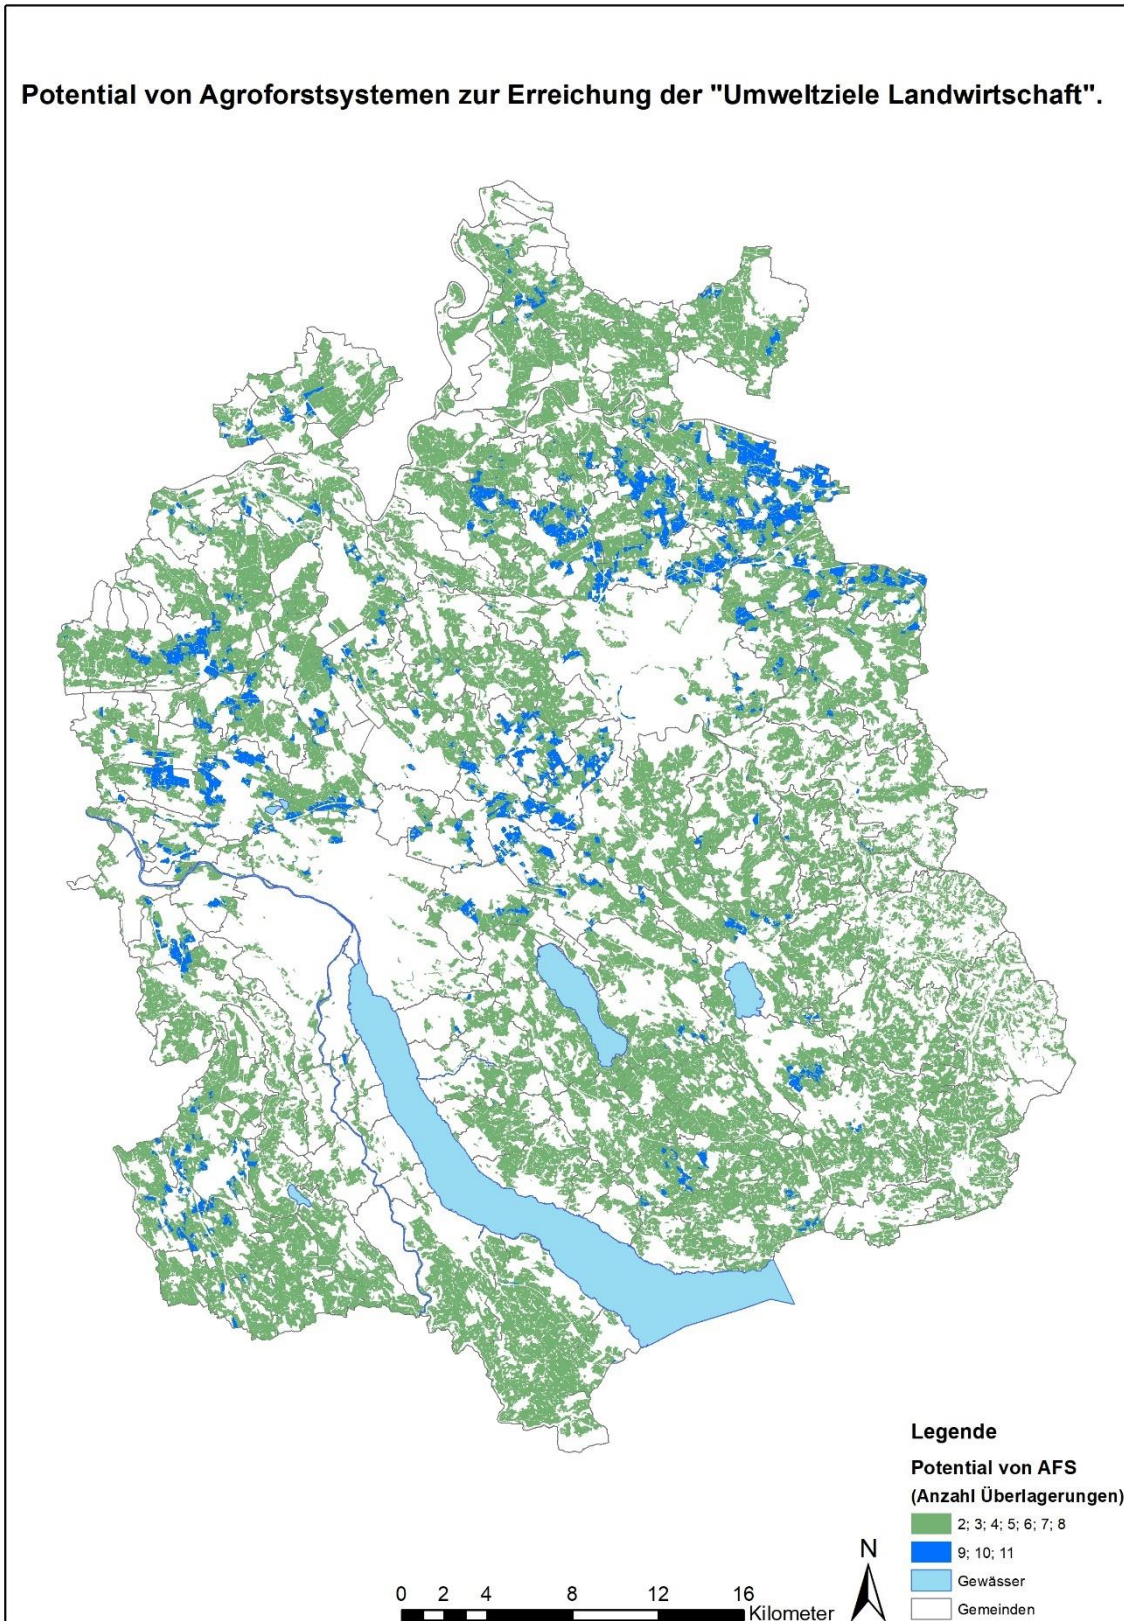 Potential von Agroforstsystemen zur Erreichung der "Umweltziele Landwirtschaft".
Legende
Potential von AFS
(Anzahl Überlagerungen)
2; 3; 4; 5; 6; 7; 8
9; 10; 11
Gewässer
Gemeinden
N
0 2 4 8 12 16
Kilometer